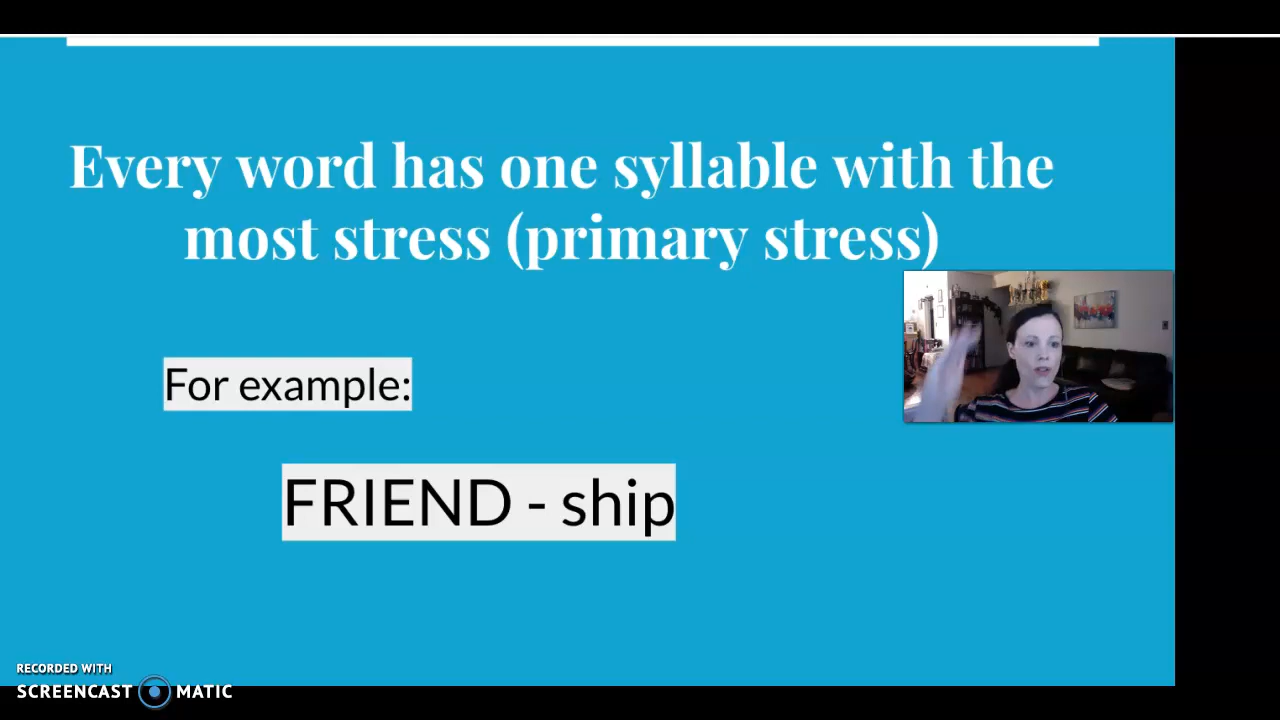 Every word has one syllable with the
most stress (primary stress)
For example:
FRIEND - ship
RECORDED WITH
SCREENCAST MATIC